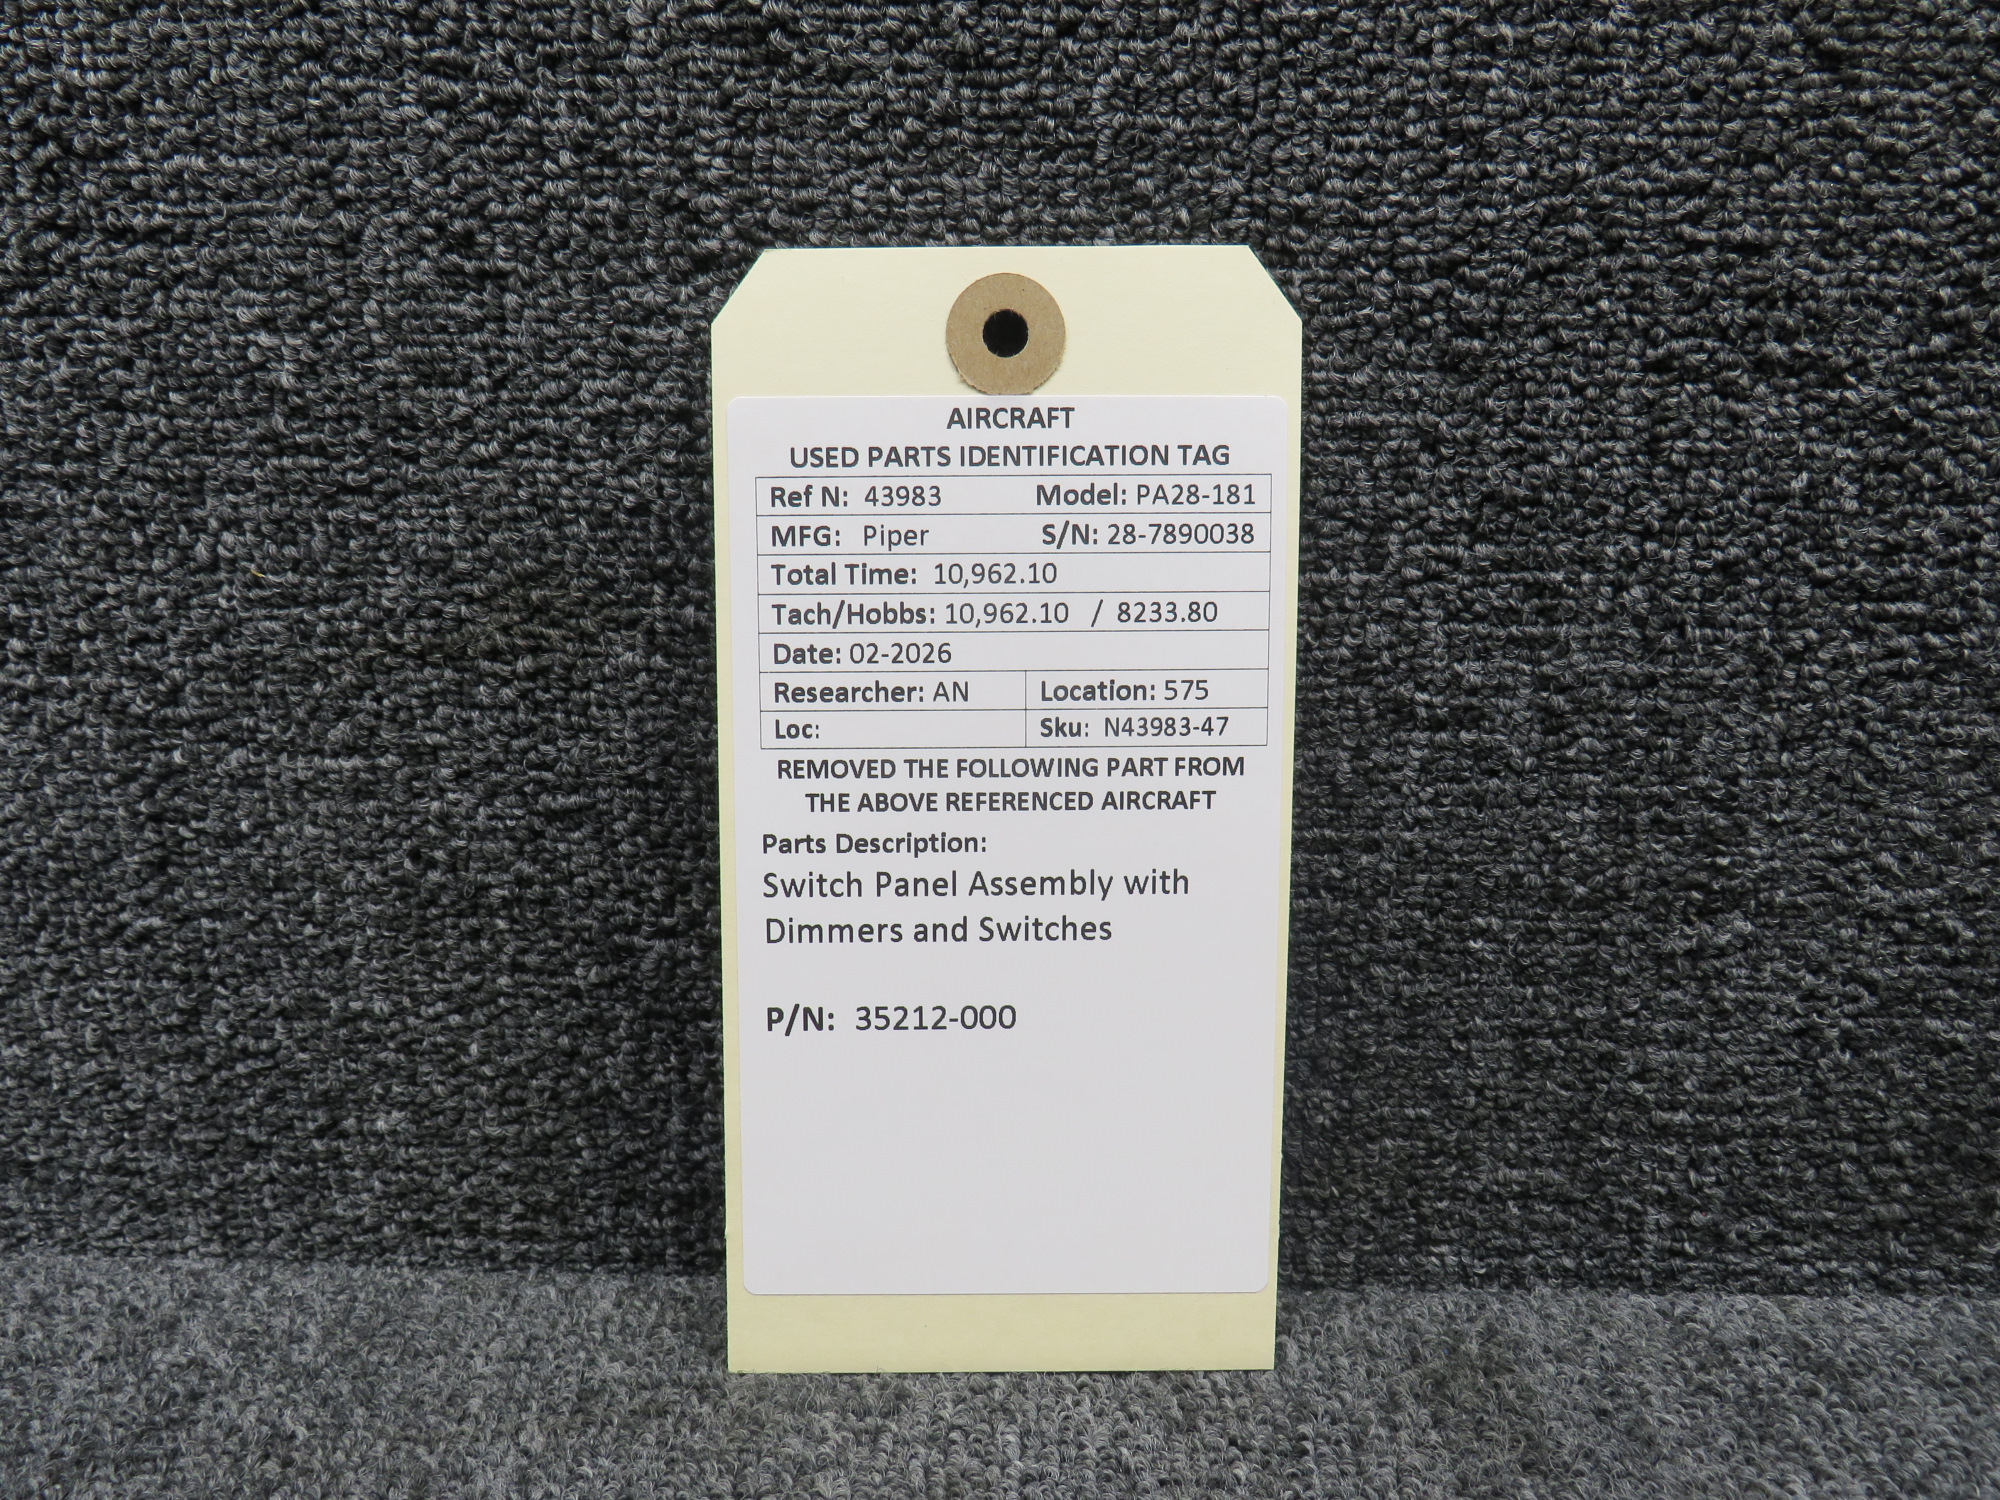 AIRCRAFT
USED PARTS IDENTIFICATION TAG
Ref N: 43983 Model: PA28-181
MFG: Piper S/N: 28-7890038
Total Time: 10,962.10
Tach/Hobbs: 10,962.10 / 8233.80
Date: 02-2026
Researcher: AN Location: 575
Loc: Sku: N43983-47
REMOVED THE FOLLOWING PART FROM
THE ABOVE REFERENCED AIRCRAFT
Parts Description:
Switch Panel Assembly with
Dimmers and Switches
P/N: 35212-000